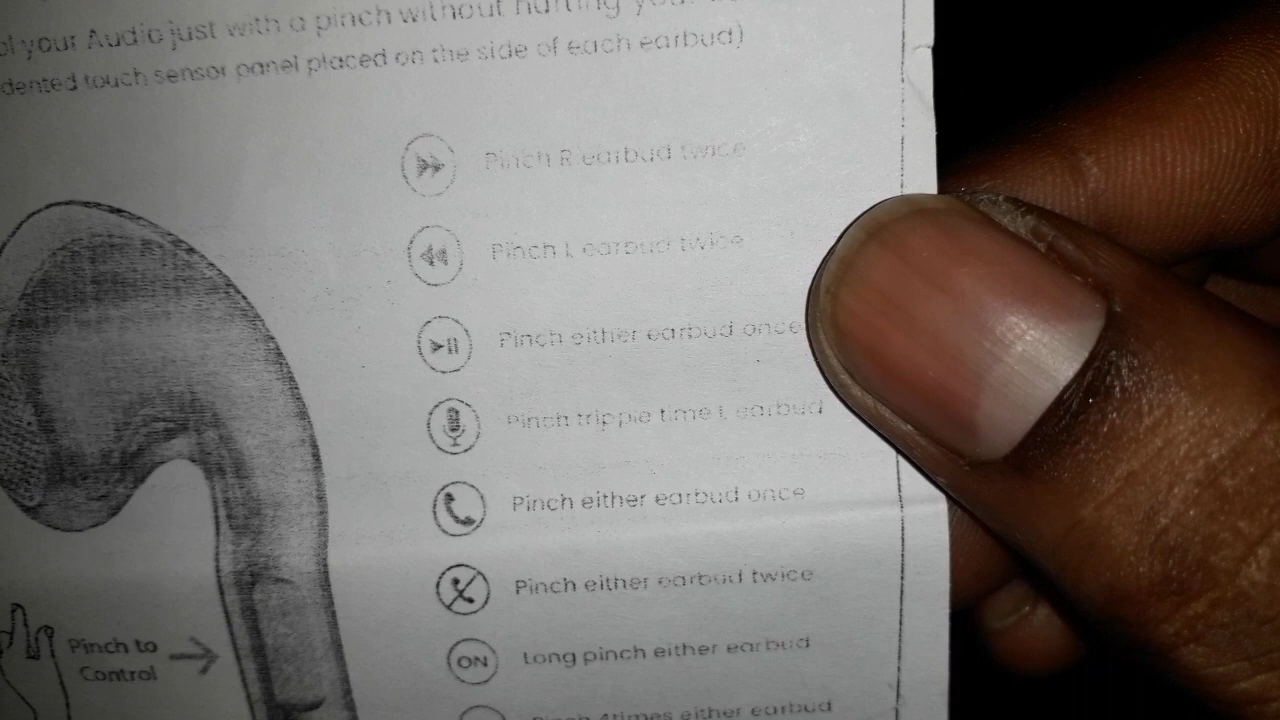 your Audio just with a pinch without hurting
dented touch sensor panel placed on the side of each earbud)
Pinch R earbud twice
Pinch L earbud twice
Pinch either earbud once
Pinch tripple time L earbud
Pinch either earbud once
Pinch either earbud twice
ON Long pinch either earbud
Pinch to
Control
Pinch 4times either earbud